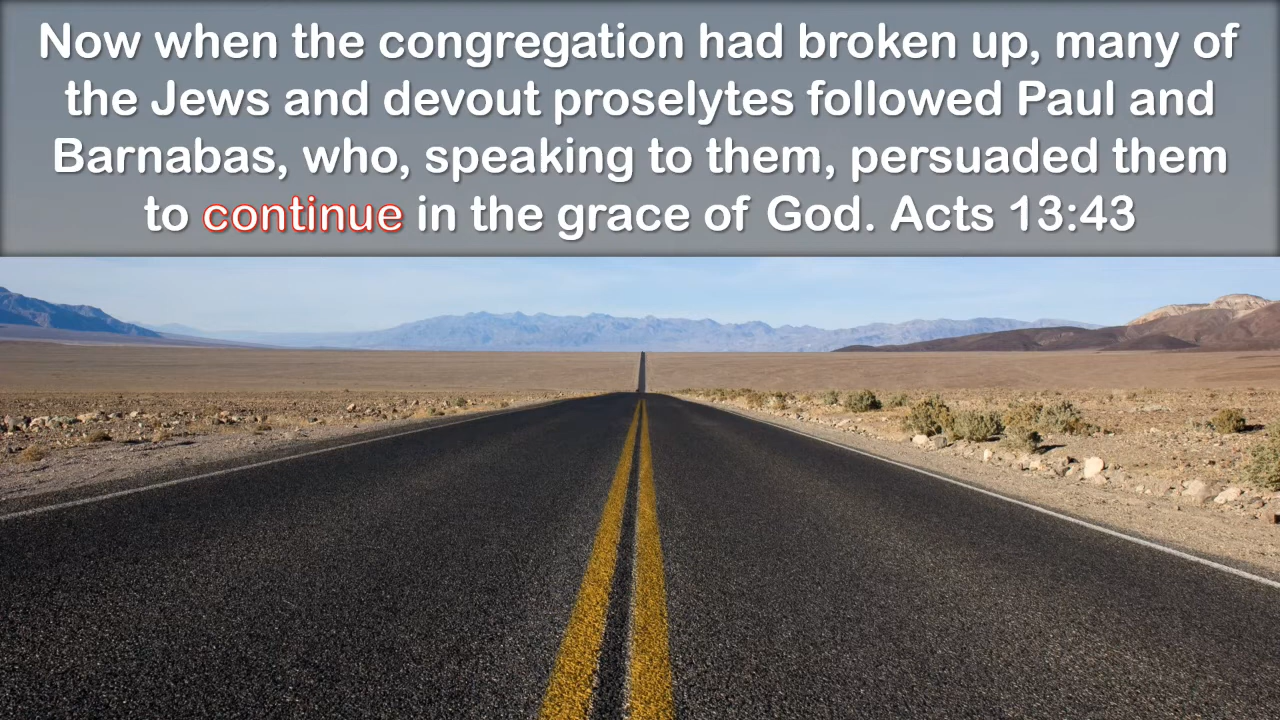 Now when the congregation had broken up, many of
the Jews and devout proselytes followed Paul and
Barnabas, who, speaking to them, persuaded them
to continue in the grace of God. Acts 13:43